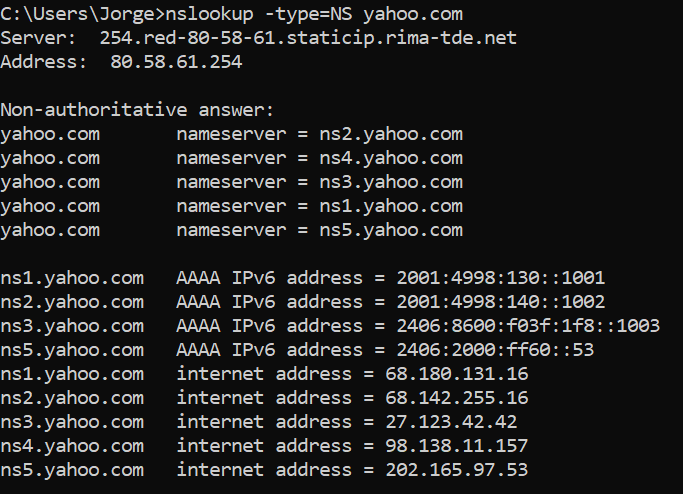 C:\Users\Jorge>nslookup -type=NS yahoo.com
Server:  254.red-80-58-61.staticip.rima-tde.net
Address:  80.58.61.254

Non-authoritative answer:
yahoo.com       nameserver = ns2.yahoo.com
yahoo.com       nameserver = ns4.yahoo.com
yahoo.com       nameserver = ns3.yahoo.com
yahoo.com       nameserver = ns1.yahoo.com
yahoo.com       nameserver = ns5.yahoo.com

ns1.yahoo.com   AAAA IPv6 address = 2001:4998:130::1001
ns2.yahoo.com   AAAA IPv6 address = 2001:4998:140::1002
ns3.yahoo.com   AAAA IPv6 address = 2406:8600:f03f:1f8::1003
ns5.yahoo.com   AAAA IPv6 address = 2406:2000:ff60::53
ns1.yahoo.com   internet address = 68.180.131.16
ns2.yahoo.com   internet address = 68.142.255.16
ns3.yahoo.com   internet address = 27.123.42.42
ns4.yahoo.com   internet address = 98.138.11.157
ns5.yahoo.com   internet address = 202.165.97.53